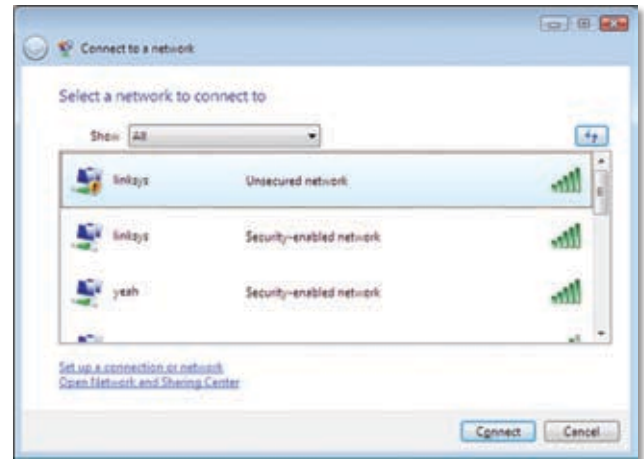 Connect to a network
Select a network to connect to
Show All
linksys Unsecured network
linksys Security-enabled network
yeah Security-enabled network
Set up a connection or network
Open Network and Sharing Center
Connect Cancel